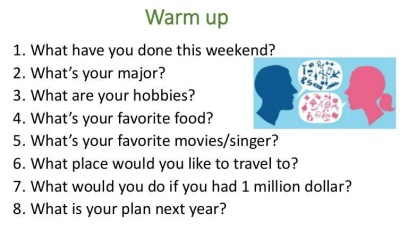 Warm up
1. What have you done this weekend?
2. What's your major?
3. What are your hobbies?
4. What's your favorite food?
5. What's your favorite movies/singer?
6. What place would you like to travel to?
7. What would you do if you had 1 million dollar?
8. What is your plan next year?